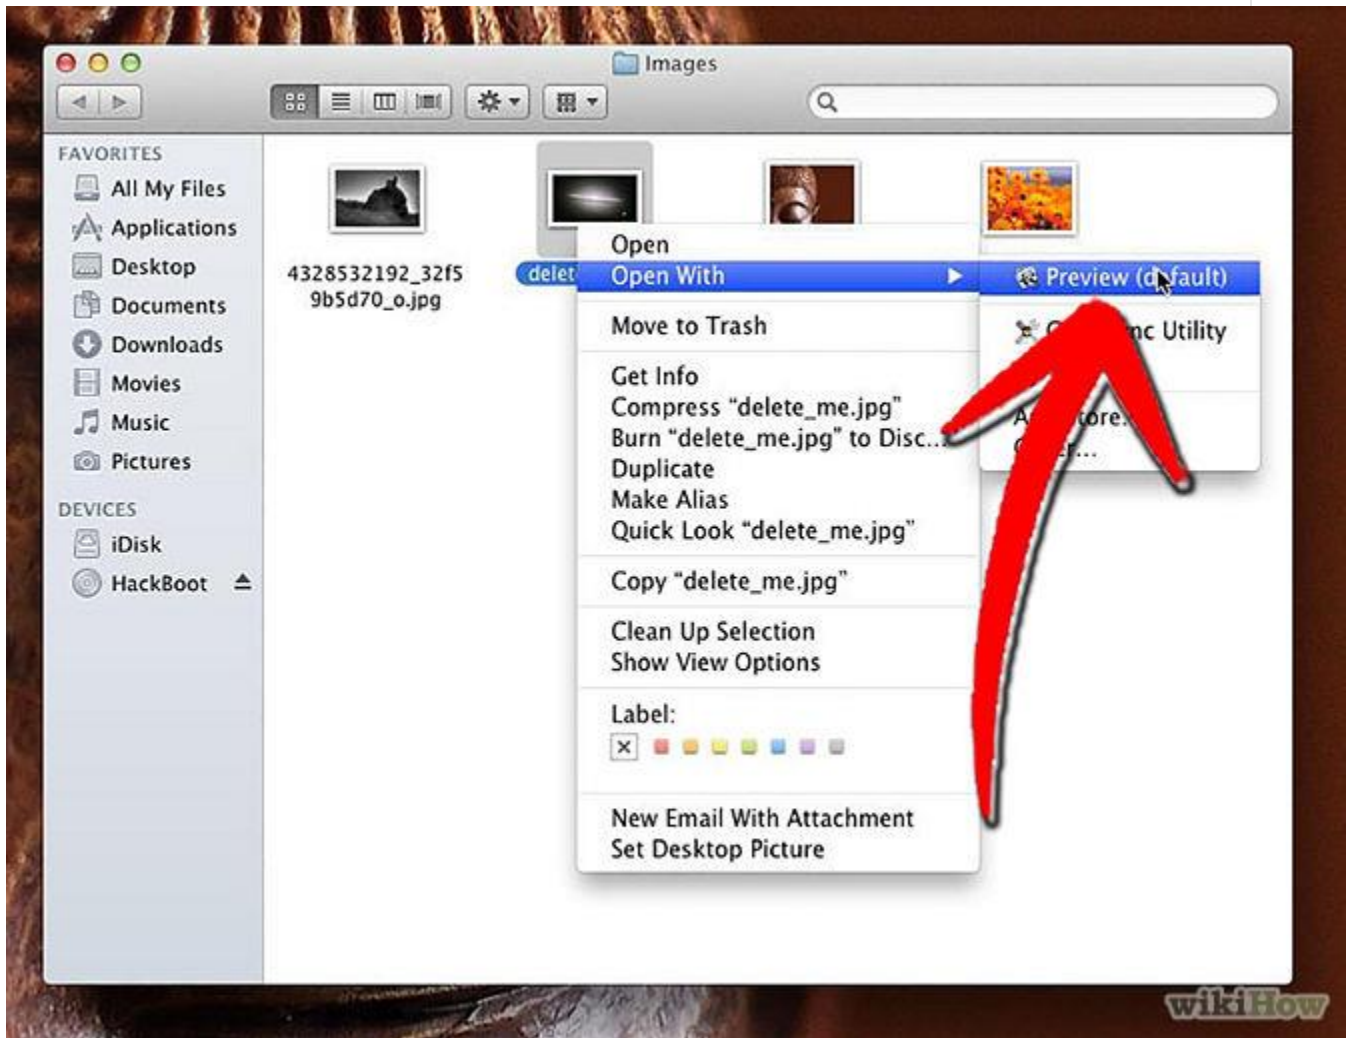 Images
FAVORITES
All My Files
Applications
Desktop
Documents
Downloads
Movies
Music
Pictures
DEVICES
iDisk
HackBoot
4328532192_32f5
9b5d70_o.jpg
delet
Open
Open With
Move to Trash
Get Info
Compress “delete_me.jpg”
Burn “delete_me.jpg” to Disc...
Duplicate
Make Alias
Quick Look “delete_me.jpg”
Copy “delete_me.jpg”
Clean Up Selection
Show View Options
Label:
New Email With Attachment
Set Desktop Picture
Preview (default)
Utility
wikiHow